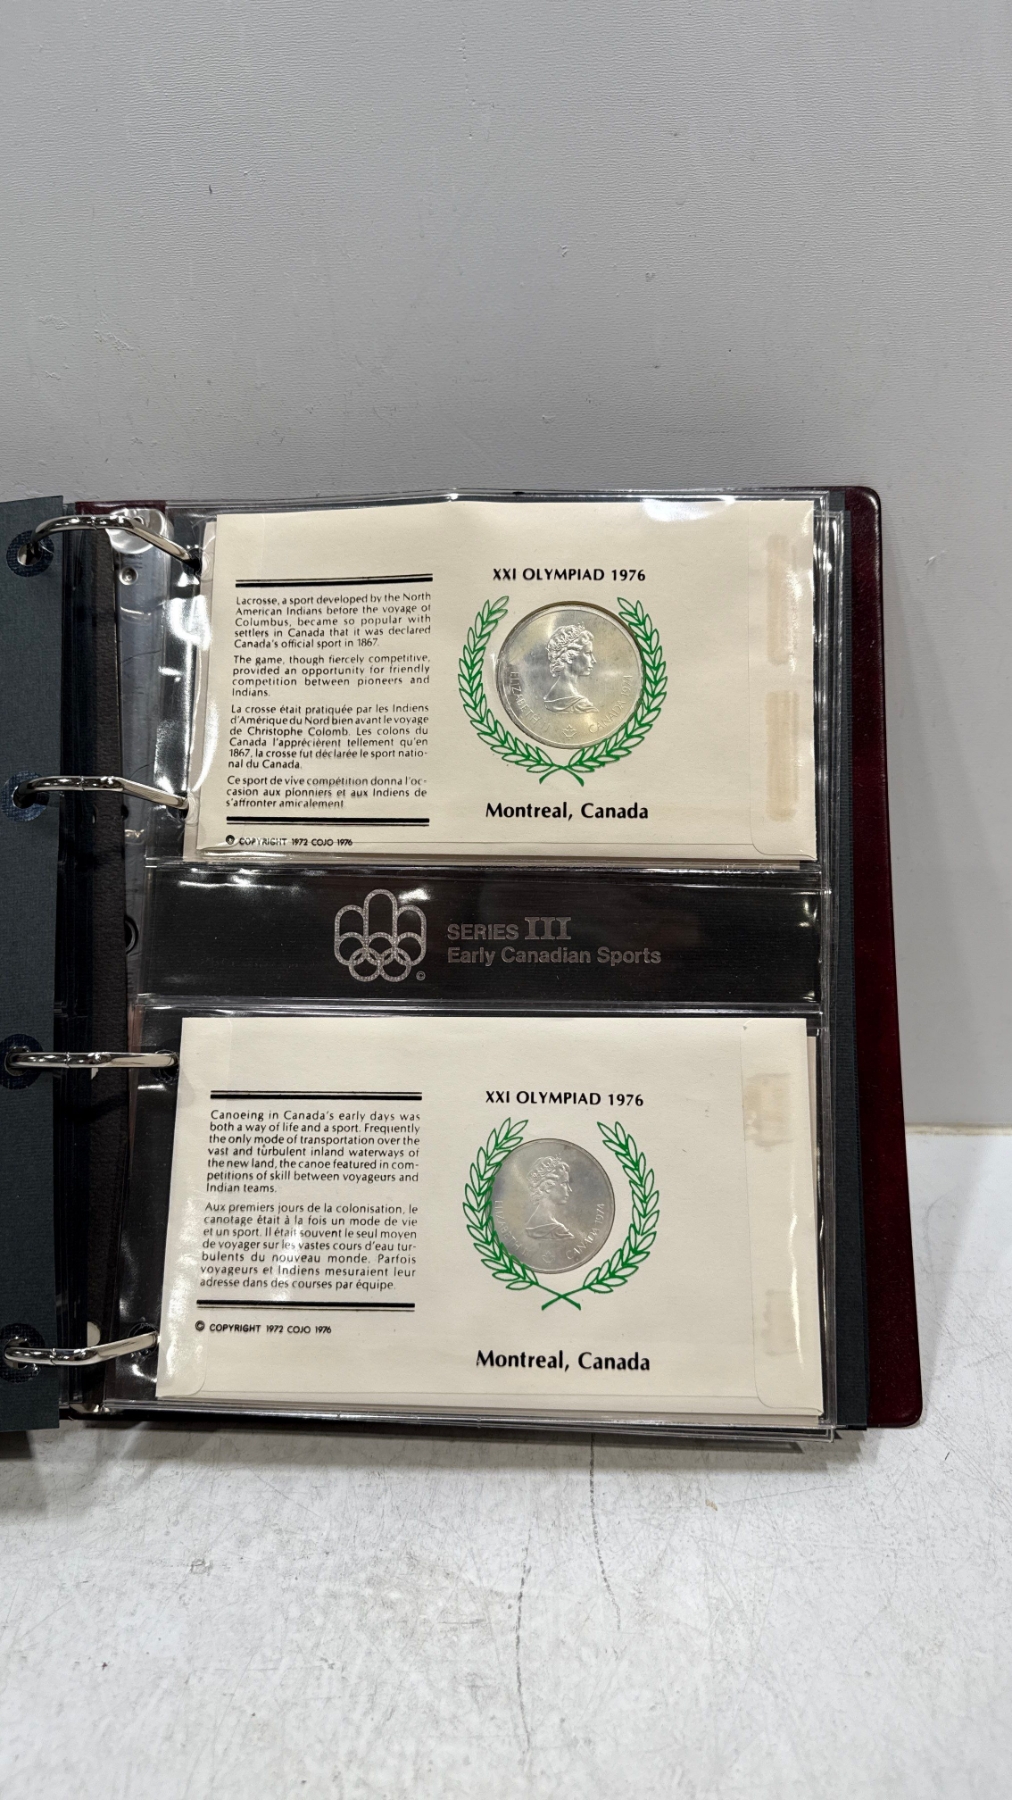 XXI OLYMPIAD 1976
Lacrosse, a sport developed by the North
American Indians before the voyage of
Columbus, became so popular with
settlers in Canada that it was declared
Canada's official sport in 1867.
The game, though fiercely competitive,
provided an opportunity for friendly
competition between pioneers and
Indians.
La crosse était pratiquée par les Indiens
d'Amérique du Nord bien avant le voyage
de Christophe Colomb. Les colons du
Canada l'apprécièrent tellement qu'en
1867, la crosse fut déclarée le sport natio-
nal du Canada.
Ce sport de vive compétition donna l'oc-
casion aux pionniers et aux Indiens de
s'affronter amicalement.
© COPYRIGHT 1972 COJO 1976
ELIZABETH II
CANADA 1974
Montreal, Canada
SERIES III
Early Canadian Sports
©
XXI OLYMPIAD 1976
Canoeing in Canada's early days was
both a way of life and a sport. Frequently
the only mode of transportation over the
vast and turbulent inland waterways of
the new land, the canoe featured in com-
petitions of skill between voyageurs and
Indian teams.
Aux premiers jours de la colonisation, le
canotage était à la fois un mode de vie
et un sport. Il était souvent le seul moyen
de voyager sur les vastes cours d'eau tur-
bulents du nouveau monde. Parfois
voyageurs et Indiens mesuraient leur
adresse dans des courses par équipe.
© COPYRIGHT 1972 COJO 1976
ELIZABETH II
CANADA 1974
Montreal, Canada